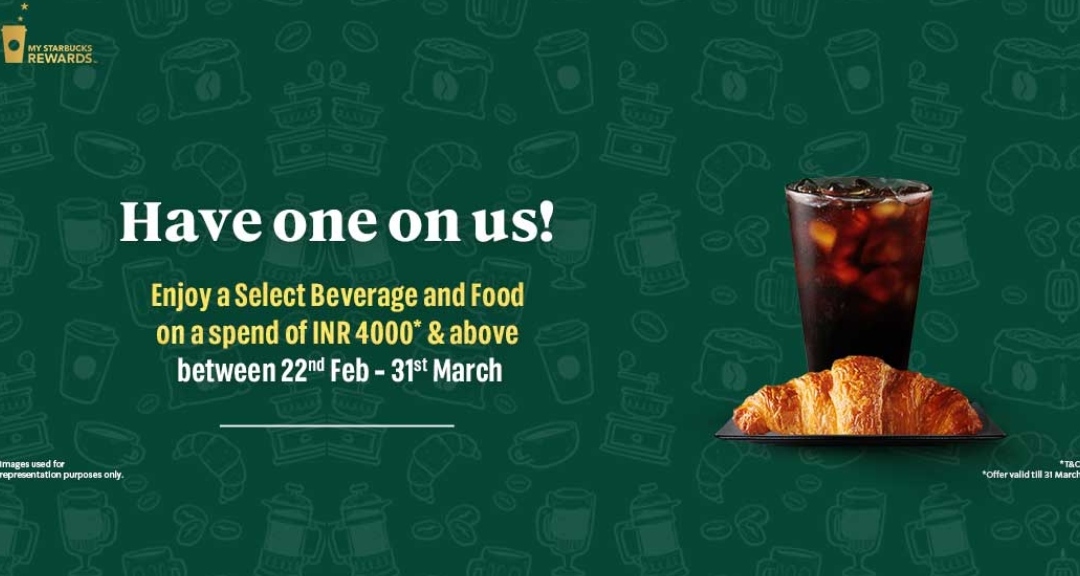 MY STARBUCKS
REWARDS™
Have one on us!
Enjoy a Select Beverage and Food
on a spend of INR 4000* & above
between 22nd Feb - 31st March
Images used for
representation purposes only.
*T&C
*Offer valid till 31 March